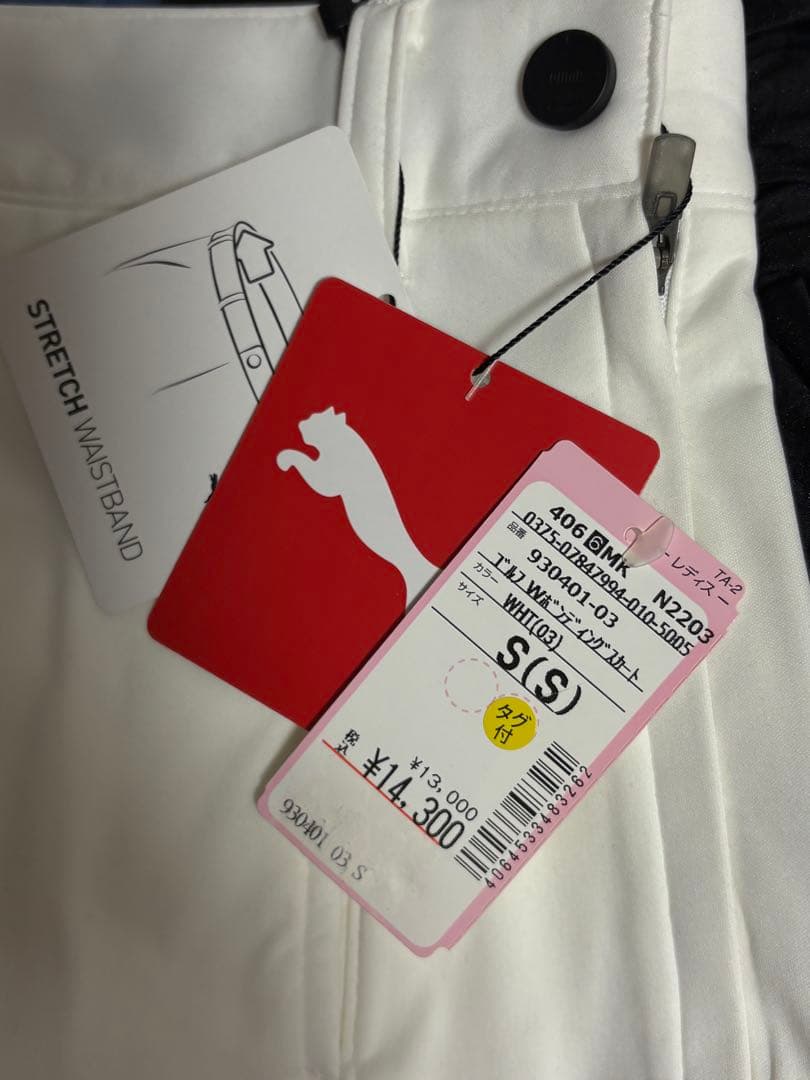 STRETCH WAISTBAND
TA-2
レディスー
406 6 MK N2203
0375-07847994-010-5005
品番 930401-03
ゴルフ Wボンディングスカート
カラー WHT(03)
サイズ S(S)
タグ
付
¥13,000
税込 ¥14,300
4064533483262
930401 03 S